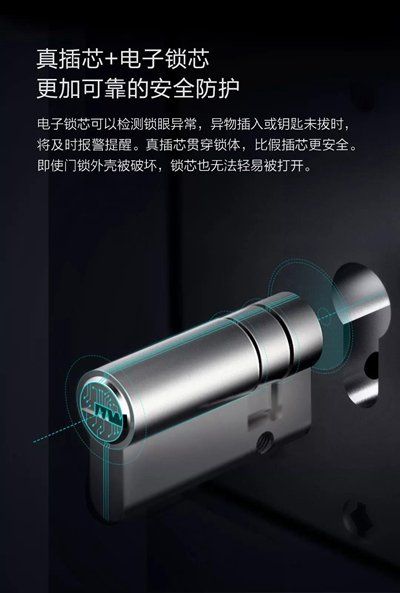 真插芯+电子锁芯
更加可靠的安全防护
电子锁芯可以检测锁眼异常，异物插入或钥匙未拔时，
将及时报警提醒。真插芯贯穿锁体，比假插芯更安全。
即使门锁外壳被破坏，锁芯也无法轻易被打开。